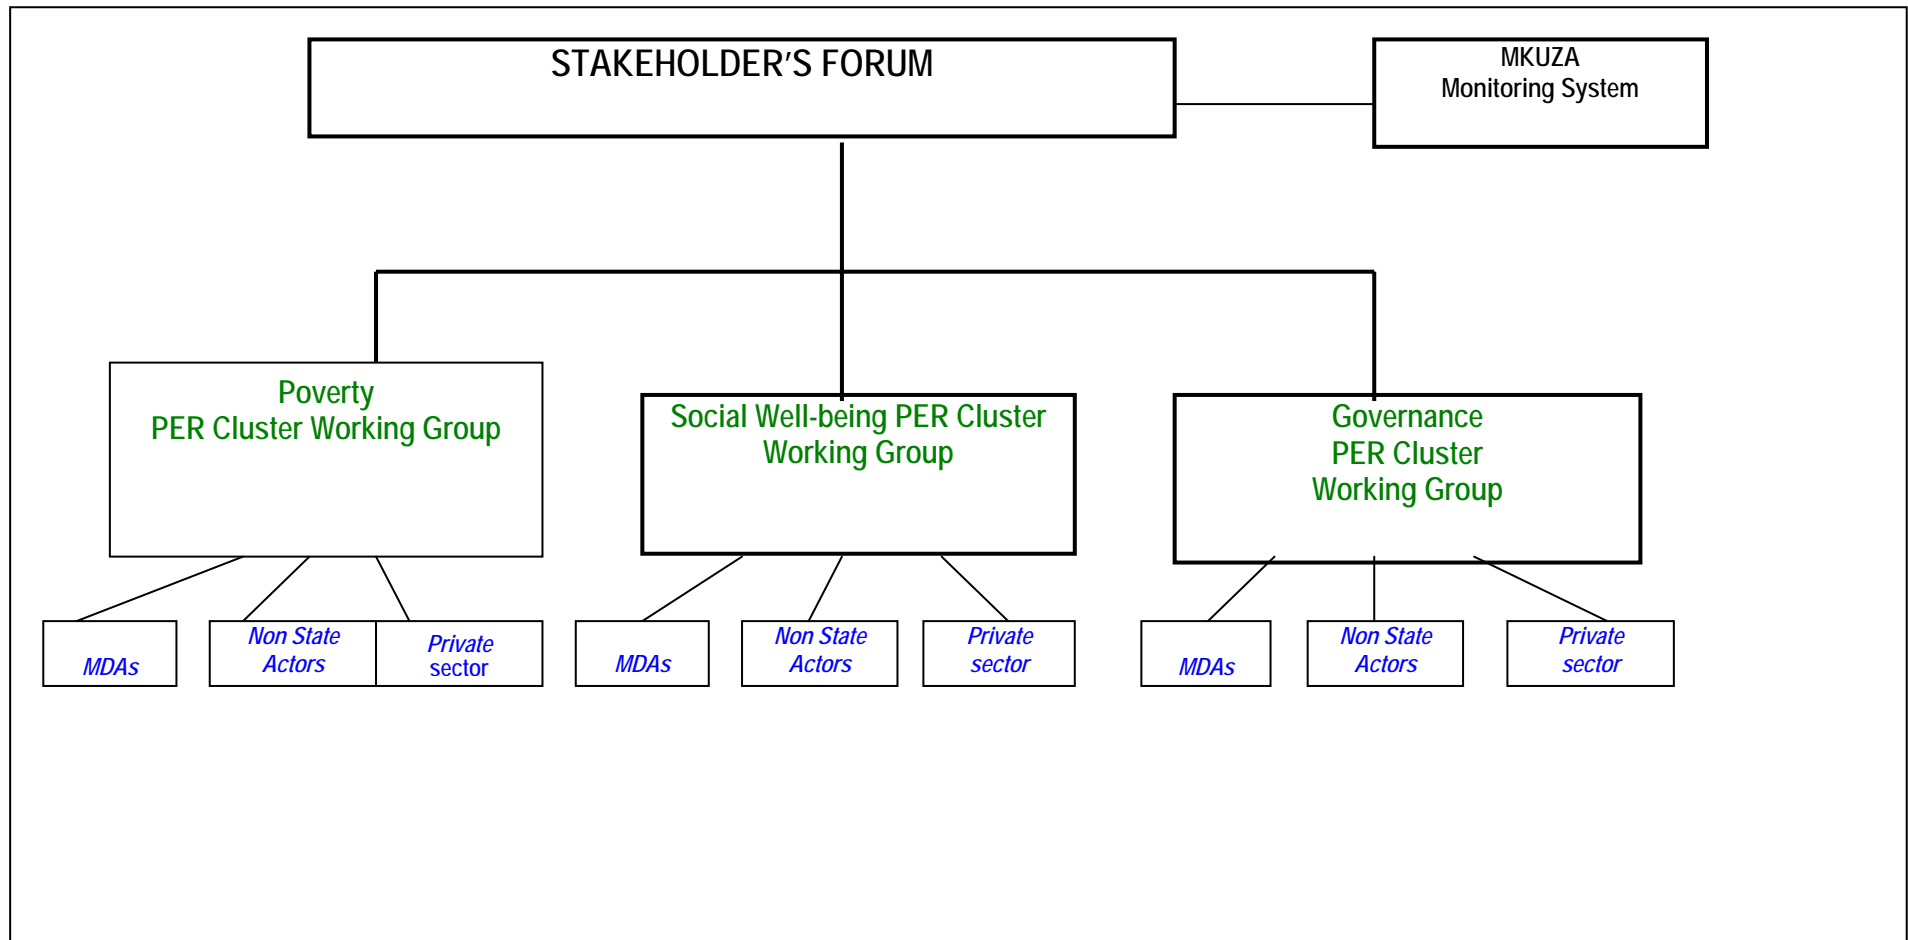 STAKEHOLDER'S FORUM
MKUZA
Monitoring System
Poverty
PER Cluster Working Group
Social Well-being PER Cluster
Working Group
Governance
PER Cluster
Working Group
MDAs
Non State
Actors
Private
sector
MDAs
Non State
Actors
Private
sector
MDAs
Non State
Actors
Private
sector